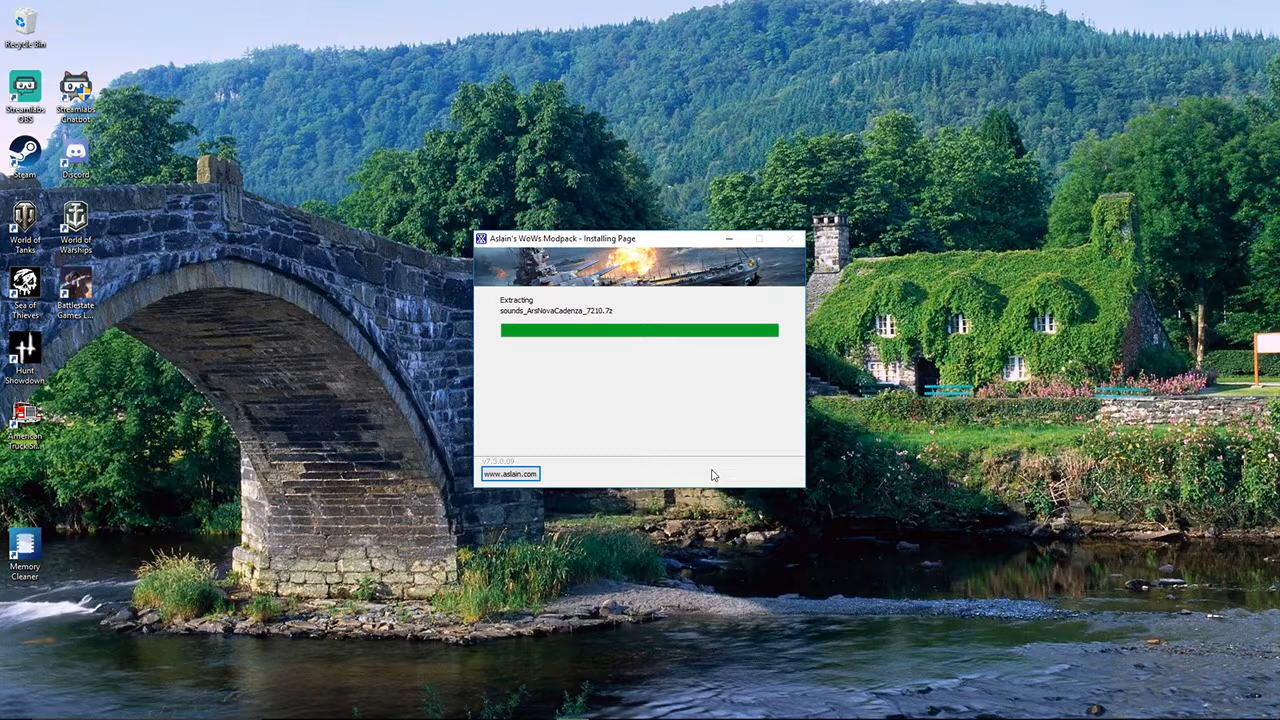 Recycle Bin
Streamlabs
OBS
Streamlabs
Chatbot
Steam
Discord
World of
Tanks
World of
Warships
Sea of
Thieves
Battlestate
Games L...
Hunt
Showdown
American
Truck Si...
Memory
Cleaner
Aslain's WoWs Modpack - Installing Page
Extracting
sounds_ArsNovaCadenza_7210.7z
v7.3.0.09
www.aslain.com